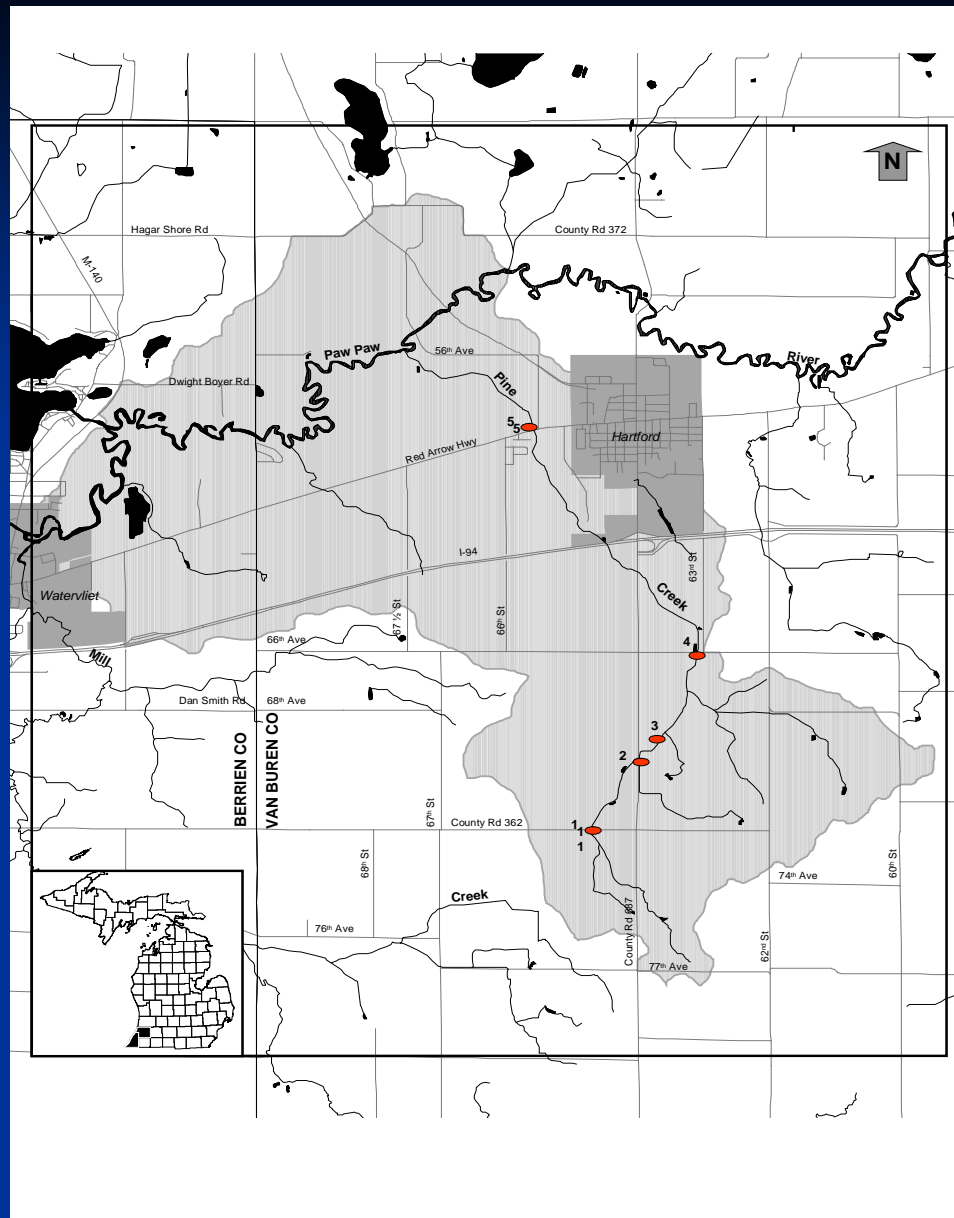 N
Hagar Shore Rd
County Rd 372
M-140
Paw Paw
56th Ave
River
Pine
Dwight Boyer Rd
5
5
Hartford
Red Arrow Hwy
I-94
63rd St
Creek
Watervliet
67 ½ St
66th St
66th Ave
4
Mill
Dan Smith Rd
68th Ave
3
2
BERRIEN CO
VAN BUREN CO
67th St
County Rd 362
1
1
1
68th St
74th Ave
60th St
Creek
76th Ave
County Rd 687
62nd St
77th Ave